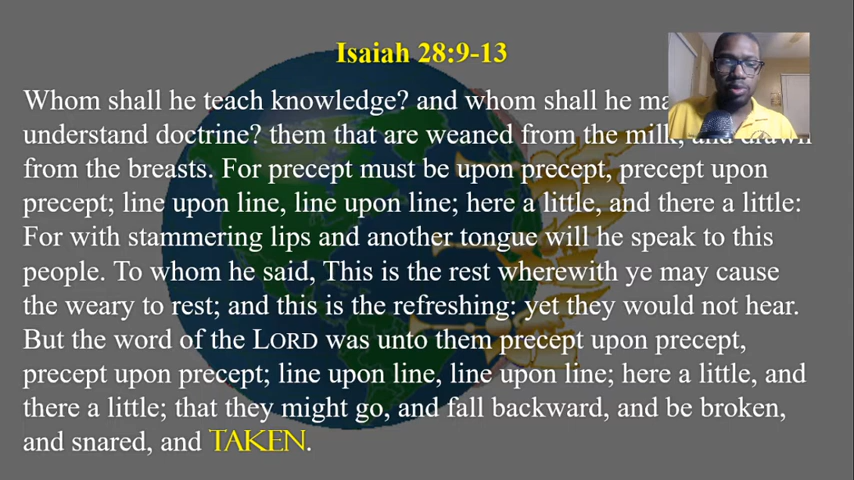 Isaiah 28:9-13
Whom shall he teach knowledge? and whom shall he
understand doctrine? them that are weaned from the milk,
from the breasts. For precept must be upon precept, precept upon
precept; line upon line, line upon line; here a little, and there a little:
For with stammering lips and another tongue will he speak to this
people. To whom he said, This is the rest wherewith ye may cause
the weary to rest; and this is the refreshing: yet they would not hear.
But the word of the LORD was unto them precept upon precept,
precept upon precept; line upon line, line upon line; here a little, and
there a little; that they might go, and fall backward, and be broken,
and snared, and TAKEN.